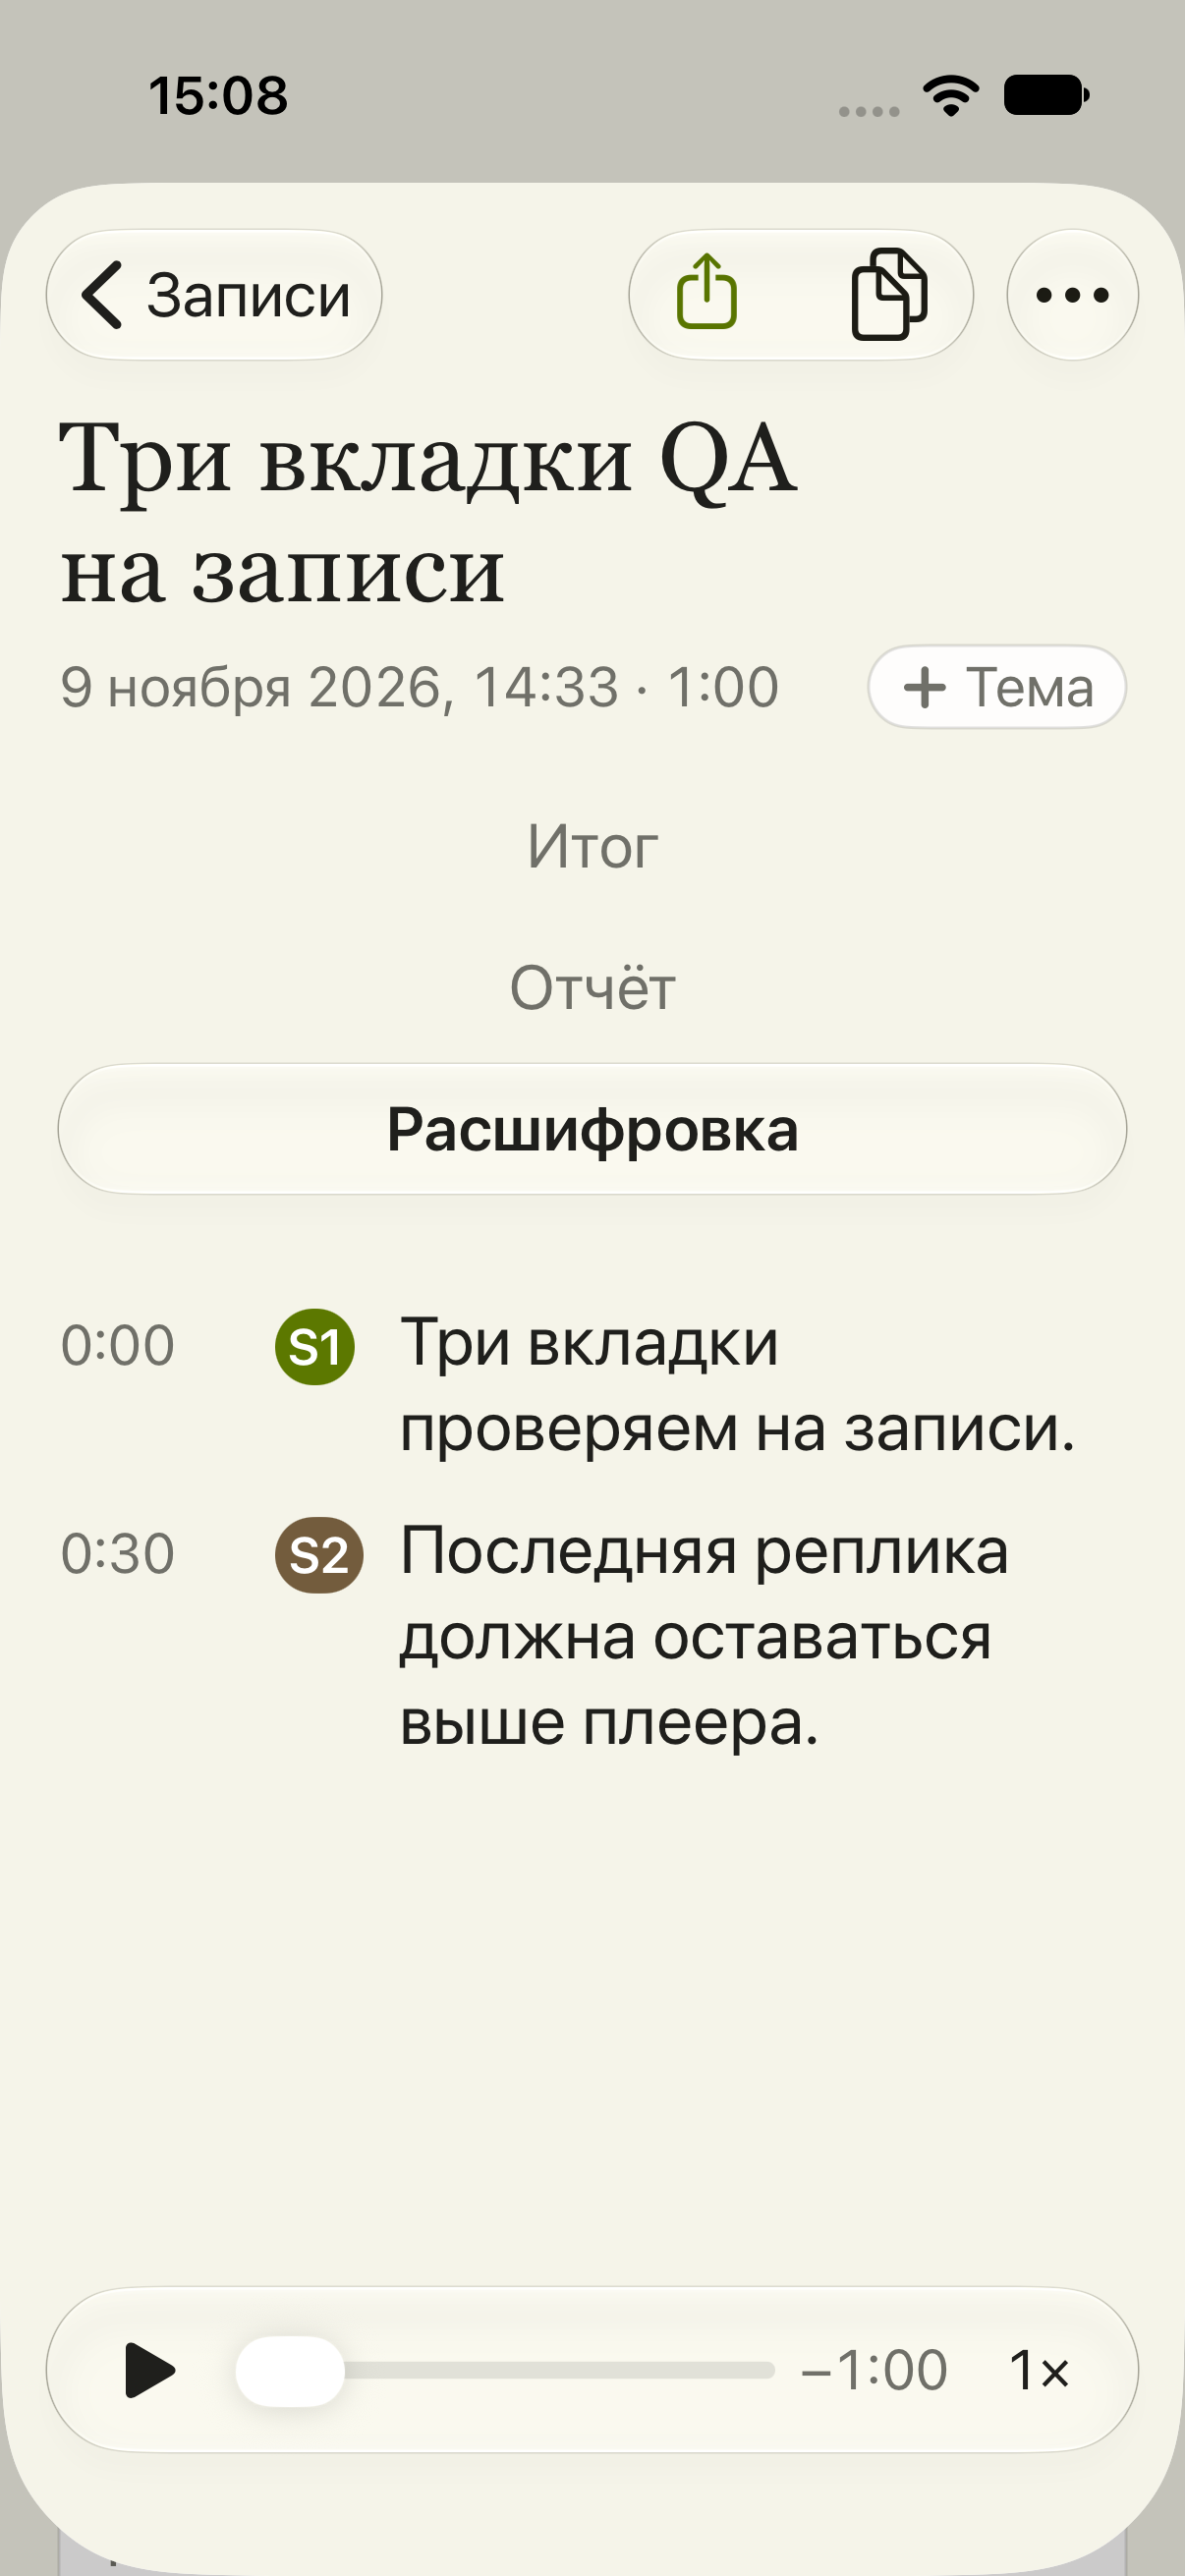 15:08
Записи
Три вкладки QA
на записи
9 ноября 2026, 14:33 · 1:00
+ Тема
Итог
Отчёт
Расшифровка
0:00 S1 Три вкладки
проверяем на записи.
0:30 S2 Последняя реплика
должна оставаться
выше плеера.
−1:00 1×